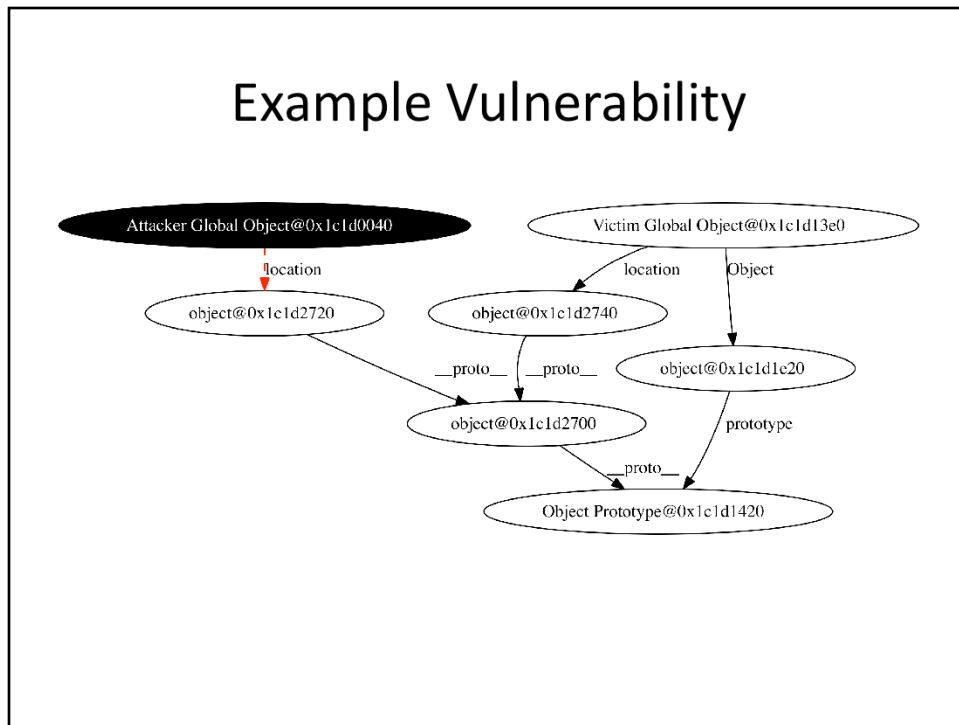 Example Vulnerability
Attacker Global Object@0x1c1d0040
Victim Global Object@0x1c1d13e0
location
location
Object
object@0x1c1d2720
object@0x1c1d2740
object@0x1c1d1e20
__proto__
__proto__
object@0x1c1d2700
prototype
__proto__
Object Prototype@0x1c1d1420